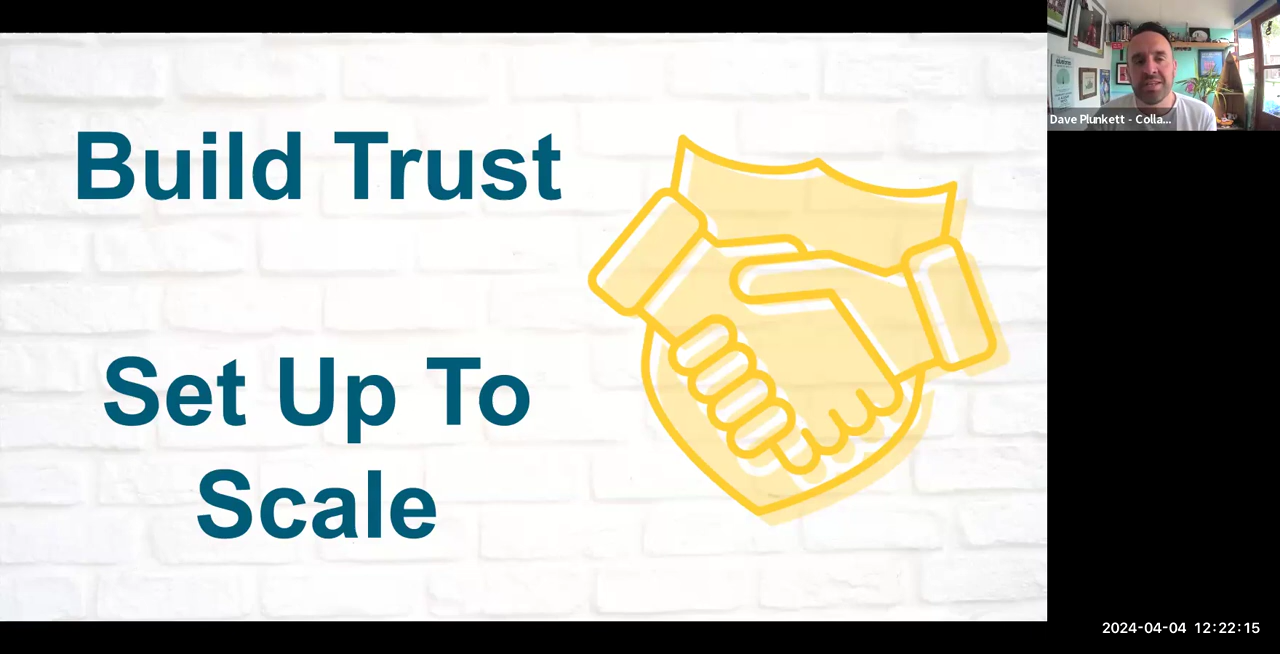 Build Trust
Set Up To
Scale
Dave Plunkett - Colla...
2024-04-04 12:22:15